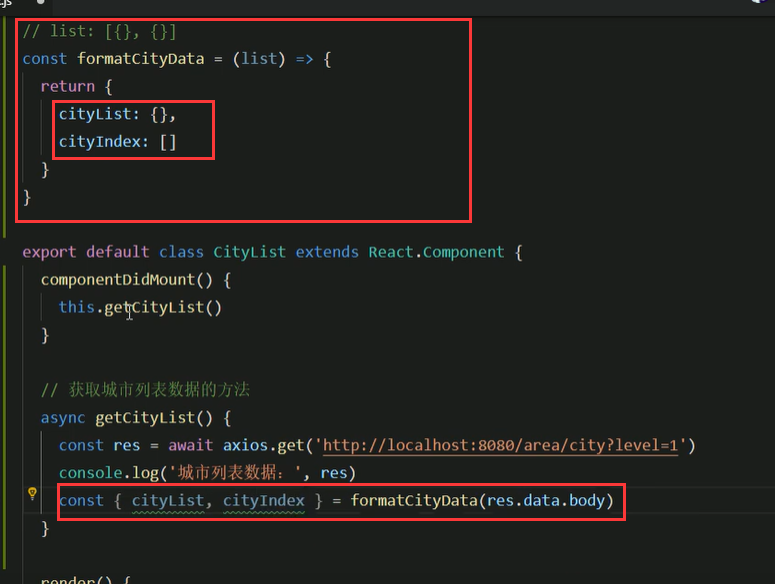 .js
// list: [{}, {}]
const formatCityData = (list) => {
return {
cityList: {},
cityIndex: []
}
}
export default class CityList extends React.Component {
componentDidMount() {
this.getCityList()
}
// 获取城市列表数据的方法
async getCityList() {
const res = await axios.get('http://localhost:8080/area/city?level=1')
console.log('城市列表数据：', res)
const { cityList, cityIndex } = formatCityData(res.data.body)
}
render() {